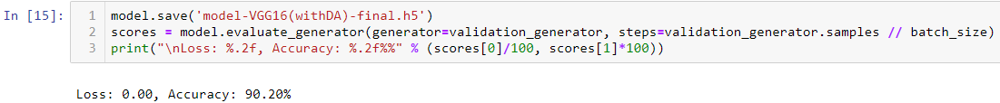 In [15]:
1 model.save('model-VGG16(withDA)-final.h5')
2 scores = model.evaluate_generator(generator=validation_generator, steps=validation_generator.samples // batch_size)
3 print("\nLoss: %.2f, Accuracy: %.2f%%" % (scores[0]/100, scores[1]*100))
Loss: 0.00, Accuracy: 90.20%